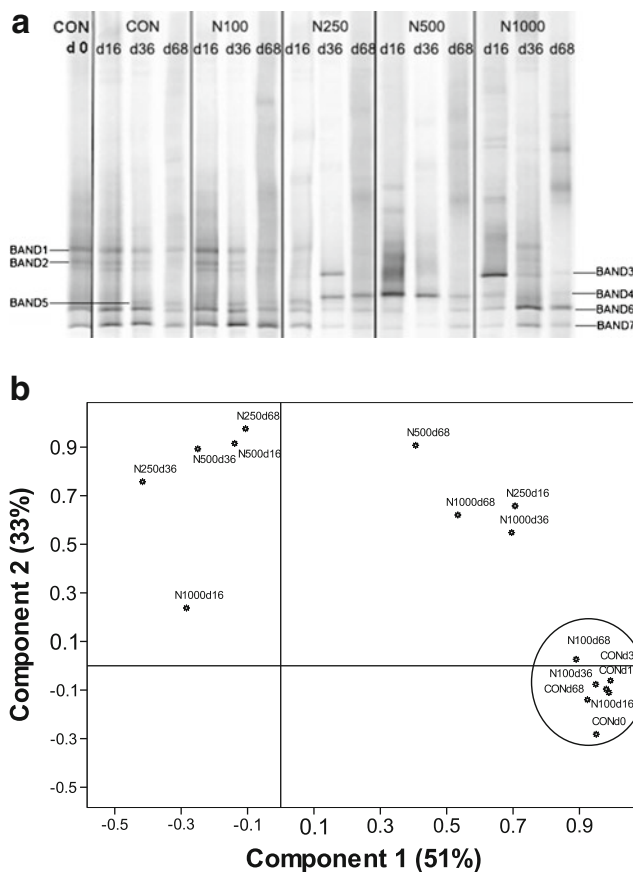 a
CON CON N100 N250 N500 N1000
d 0 d16 d36 d68 d16 d36 d68 d16 d36 d68 d16 d36 d68 d16 d36 d68
BAND1
BAND2
BAND3
BAND4
BAND5
BAND6
BAND7
b
Component 2 (33%)
0.9
0.7
0.5
0.3
0.1
-0.1
-0.3
-0.5
N250d68
N500d36
N500d16
N250d36
N500d68
N250d16
N1000d68
N1000d36
N1000d16
N100d68
CONd3
N100d36
CONd1
CONd68
N100d16
CONd0
-0.5 -0.3 -0.1 0.1 0.3 0.5 0.7 0.9
Component 1 (51%)